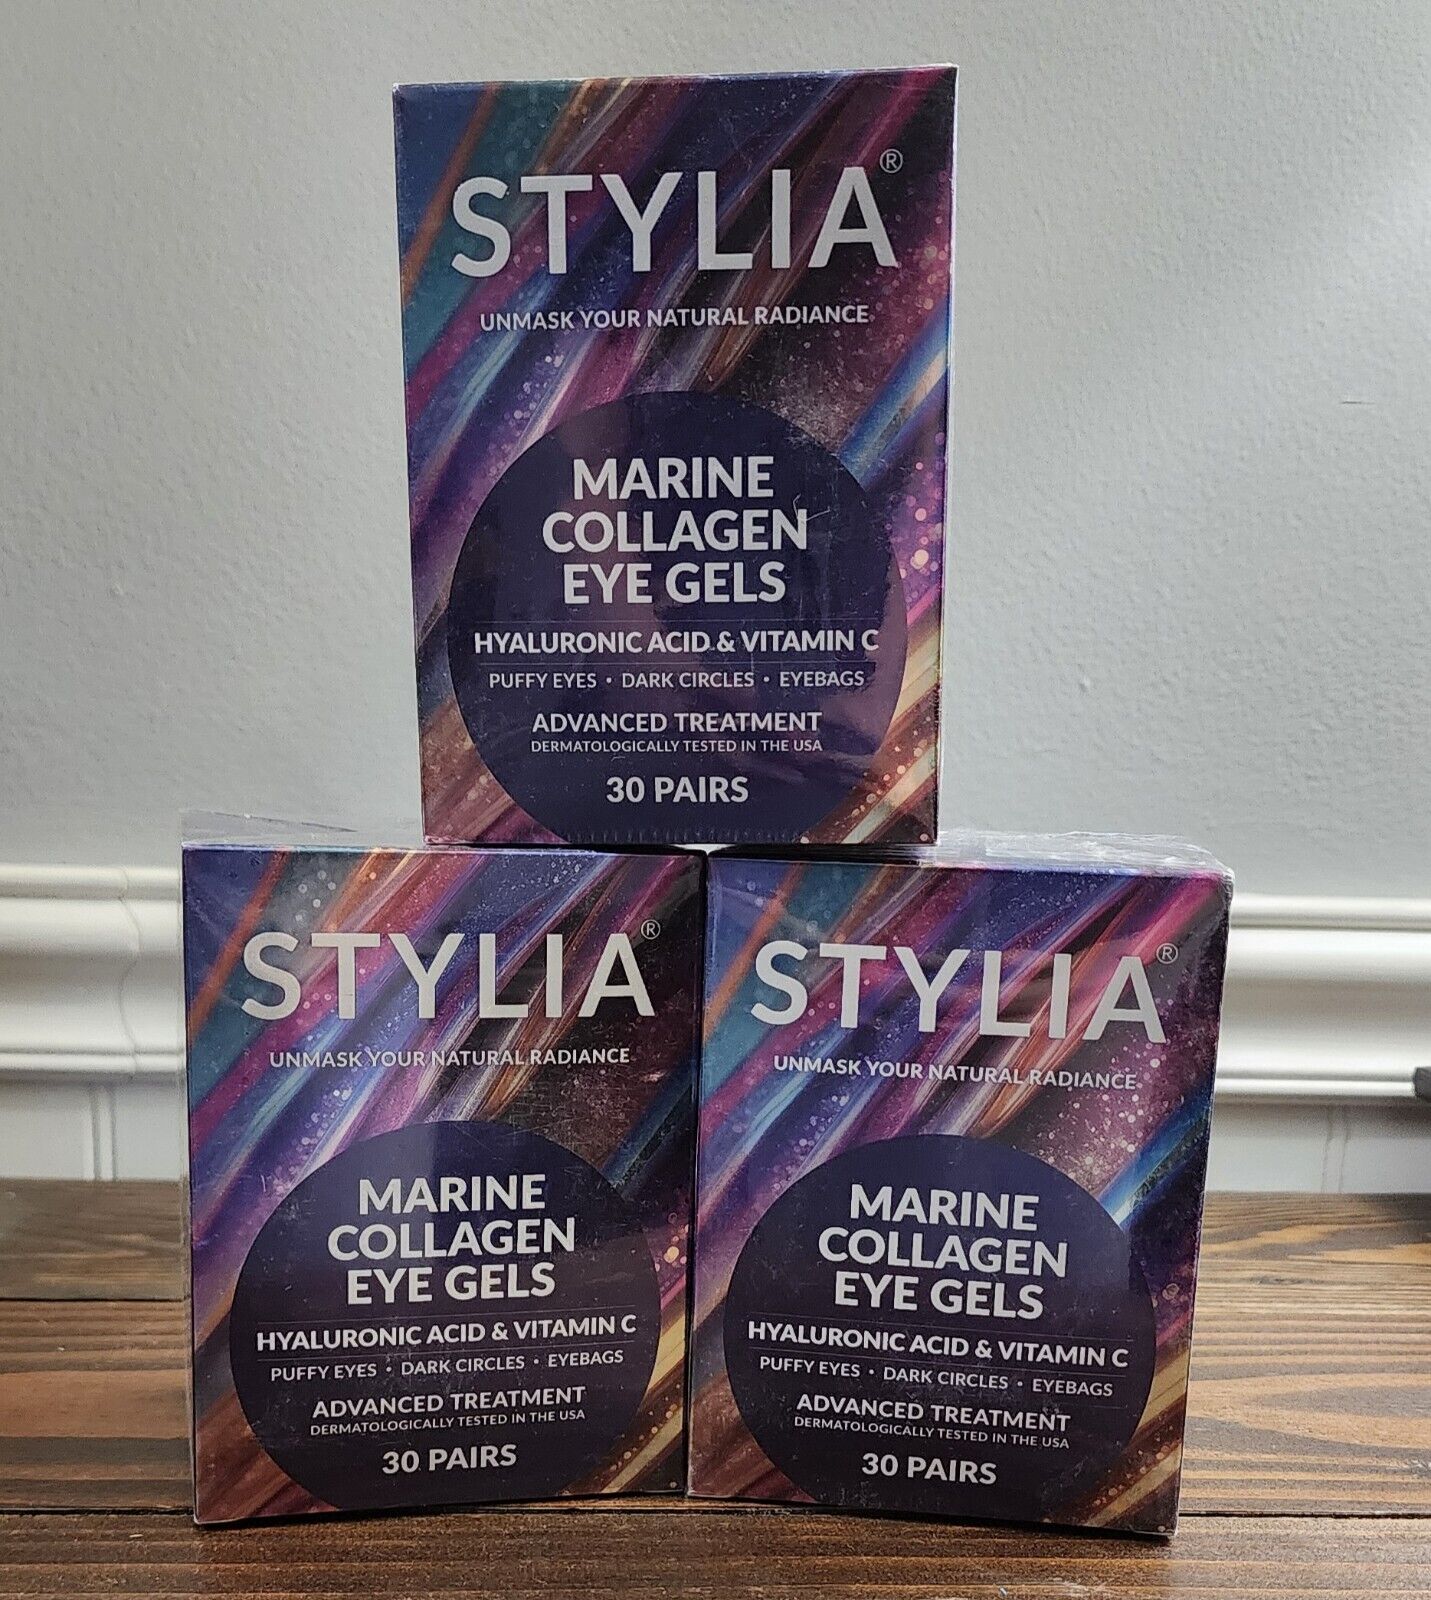 STYLIA®
UNMASK YOUR NATURAL RADIANCE
MARINE
COLLAGEN
EYE GELS
HYALURONIC ACID & VITAMIN C
PUFFY EYES • DARK CIRCLES • EYEBAGS
ADVANCED TREATMENT
DERMATOLOGICALLY TESTED IN THE USA
30 PAIRS
STYLIA®
UNMASK YOUR NATURAL RADIANCE
MARINE
COLLAGEN
EYE GELS
HYALURONIC ACID & VITAMIN C
PUFFY EYES • DARK CIRCLES • EYEBAGS
ADVANCED TREATMENT
DERMATOLOGICALLY TESTED IN THE USA
30 PAIRS
STYLIA®
UNMASK YOUR NATURAL RADIANCE
MARINE
COLLAGEN
EYE GELS
HYALURONIC ACID & VITAMIN C
PUFFY EYES • DARK CIRCLES • EYEBAGS
ADVANCED TREATMENT
DERMATOLOGICALLY TESTED IN THE USA
30 PAIRS